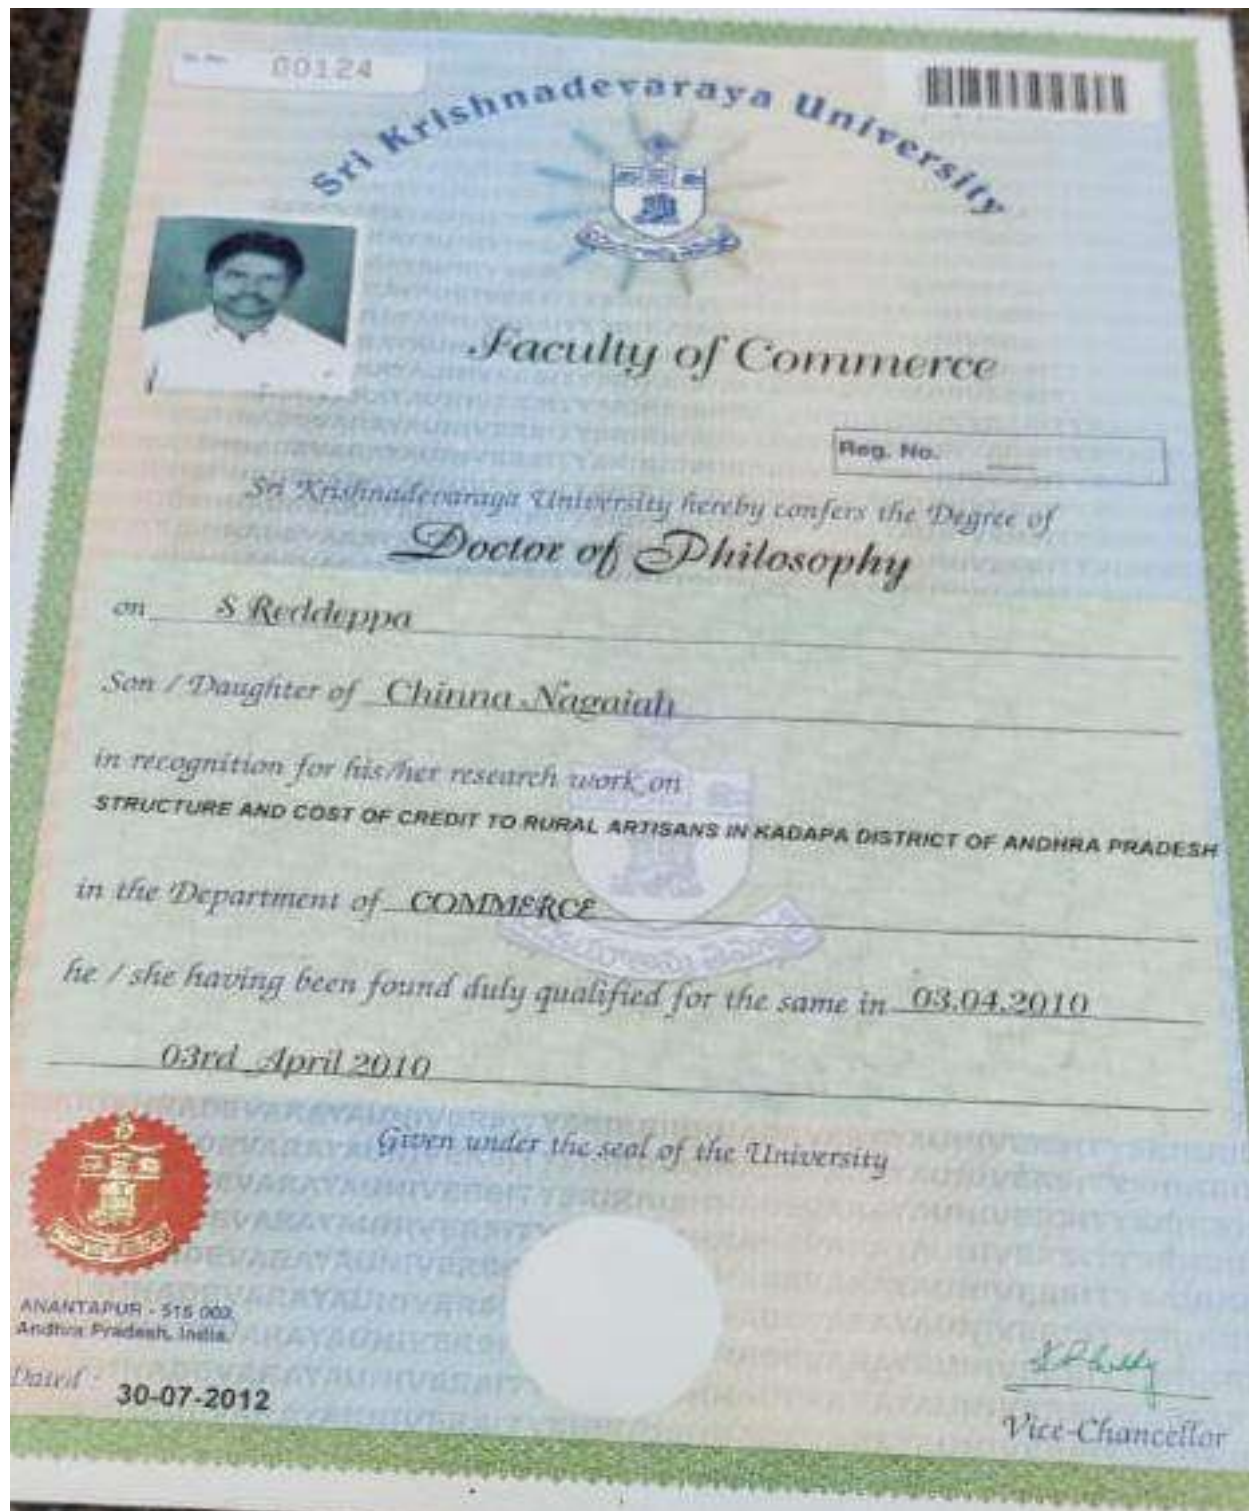 00124
Sri Krishnadevaraya University
Faculty of Commerce
Reg. No.
Sri Krishnadevaraya University hereby confers the Degree of
Doctor of Philosophy
on S Reddeppa
Son / Daughter of Chinna Nagaiah
in recognition for his/her research work on
STRUCTURE AND COST OF CREDIT TO RURAL ARTISANS IN KADAPA DISTRICT OF ANDHRA PRADESH
in the Department of COMMERCE
he / she having been found duly qualified for the same in 03.04.2010
03rd April 2010
Given under the seal of the University
ANANTAPUR - 515 003,
Andhra Pradesh, India.
Dated 30-07-2012
Vice-Chancellor